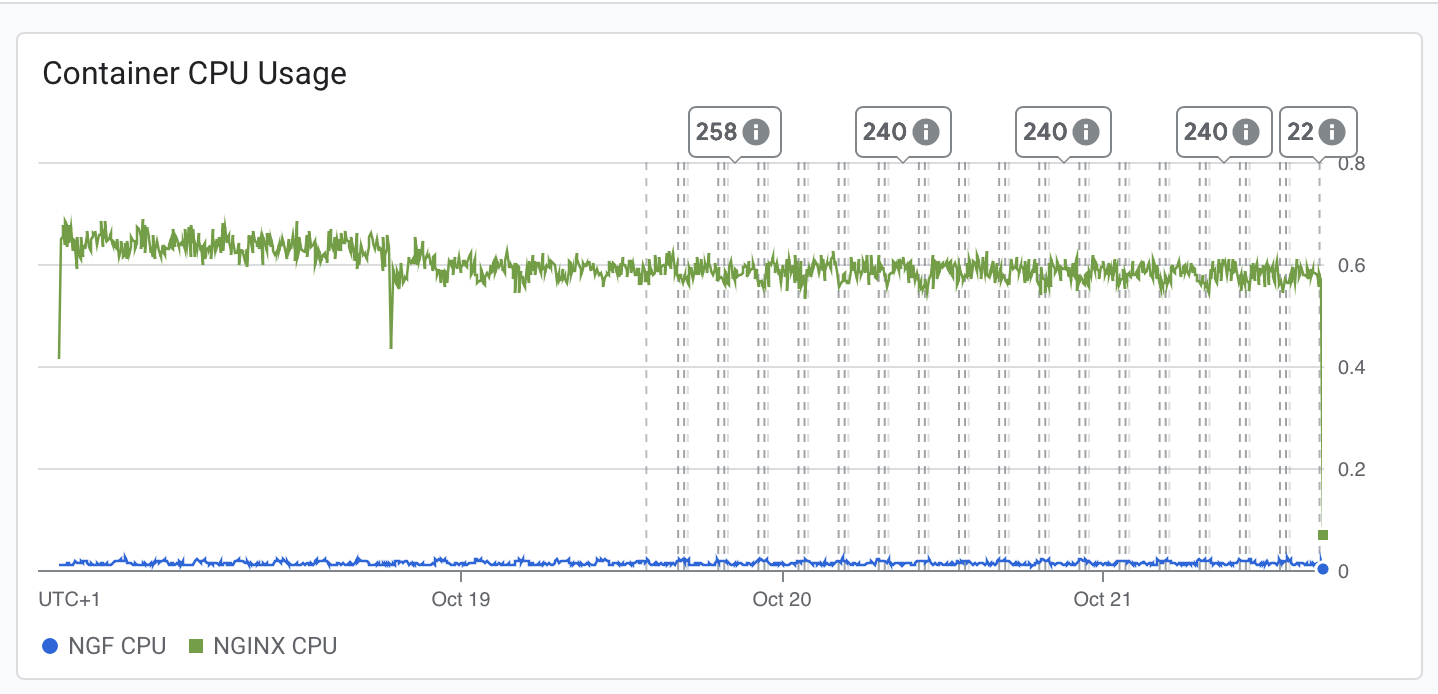 Container CPU Usage
258 240 240 240 22
0.8
0.6
0.4
0.2
0
UTC+1 Oct 19 Oct 20 Oct 21
NGF CPU NGINX CPU